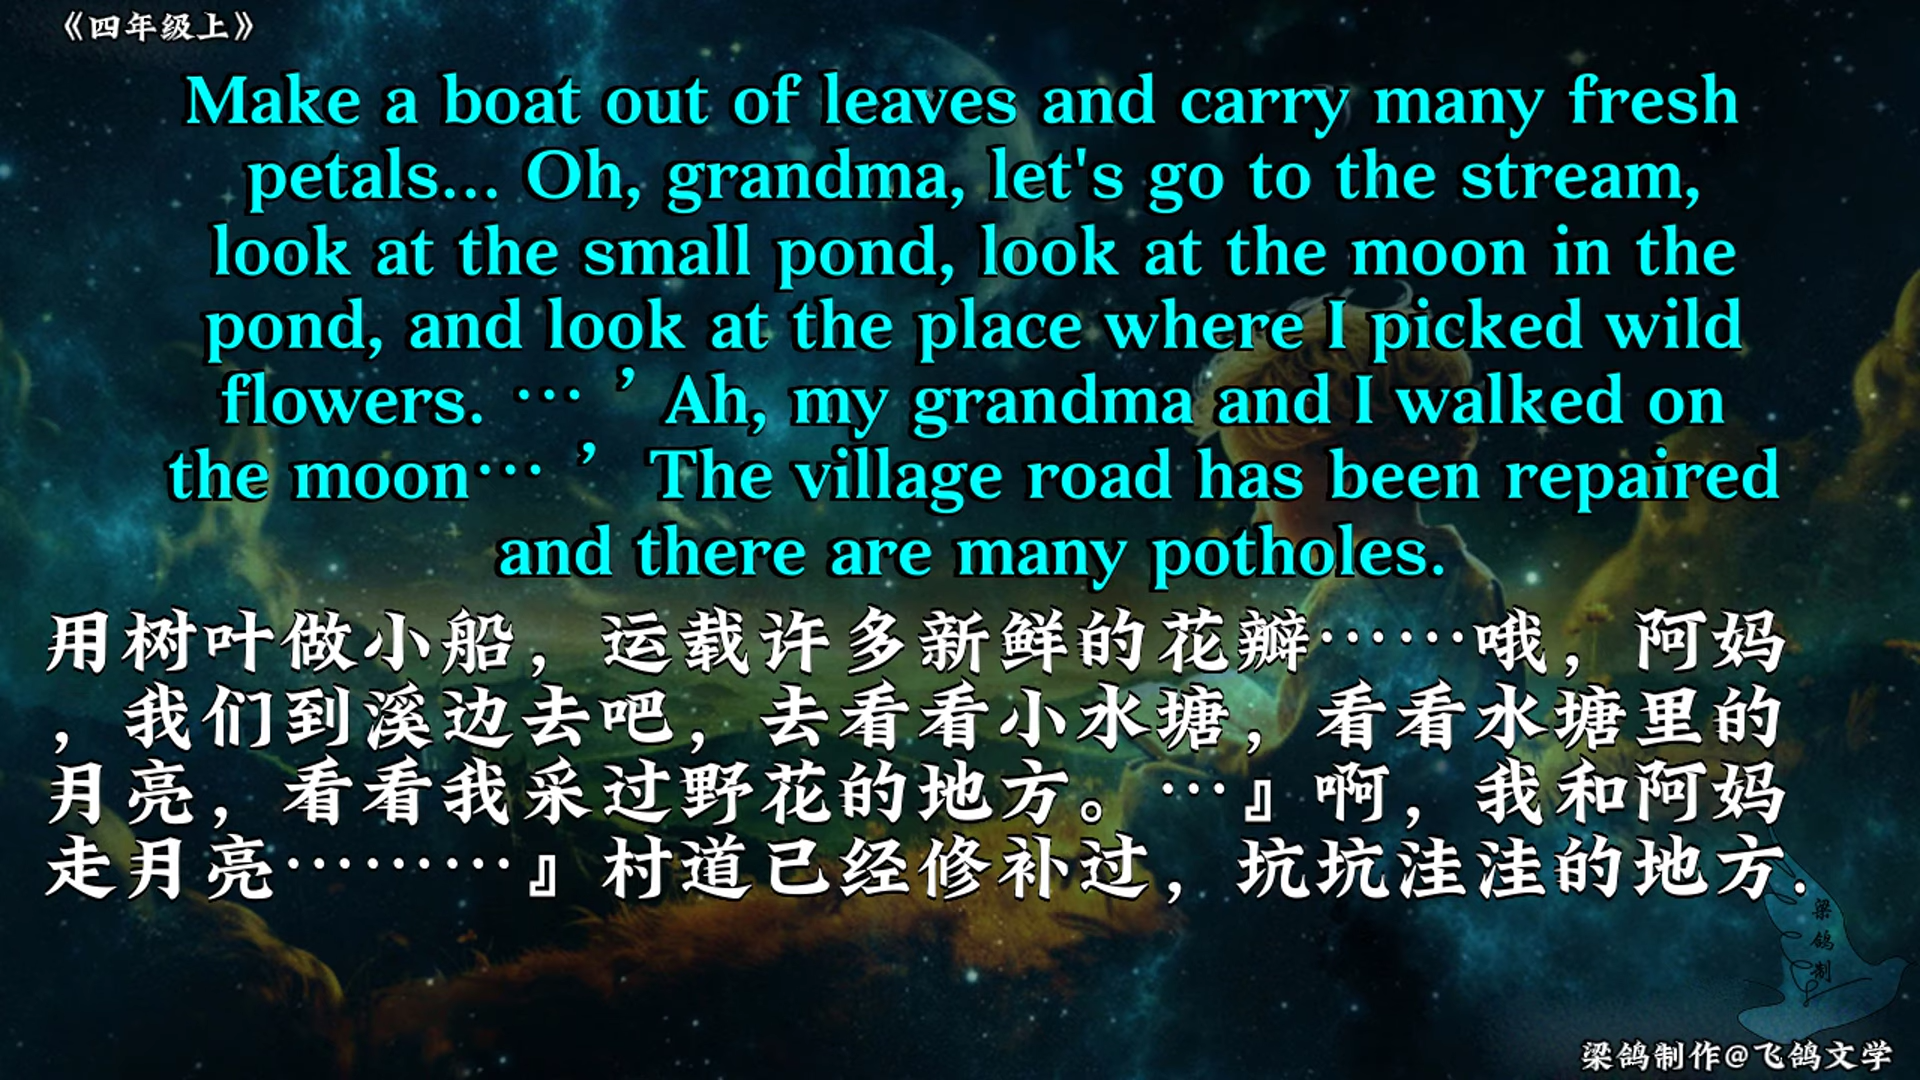 《四年级上》
Make a boat out of leaves and carry many fresh
petals... Oh, grandma, let's go to the stream,
look at the small pond, look at the moon in the
pond, and look at the place where I picked wild
flowers. … ’ Ah, my grandma and I walked on
the moon… ’ The village road has been repaired
and there are many potholes.
用树叶做小船，运载许多新鲜的花瓣……哦，阿妈
，我们到溪边去吧，去看看小水塘，看看水塘里的
月亮，看看我采过野花的地方。…』啊，我和阿妈
走月亮………』村道已经修补过，坑坑洼洼的地方.
梁
鸽
制
梁鸽制作@飞鸽文学